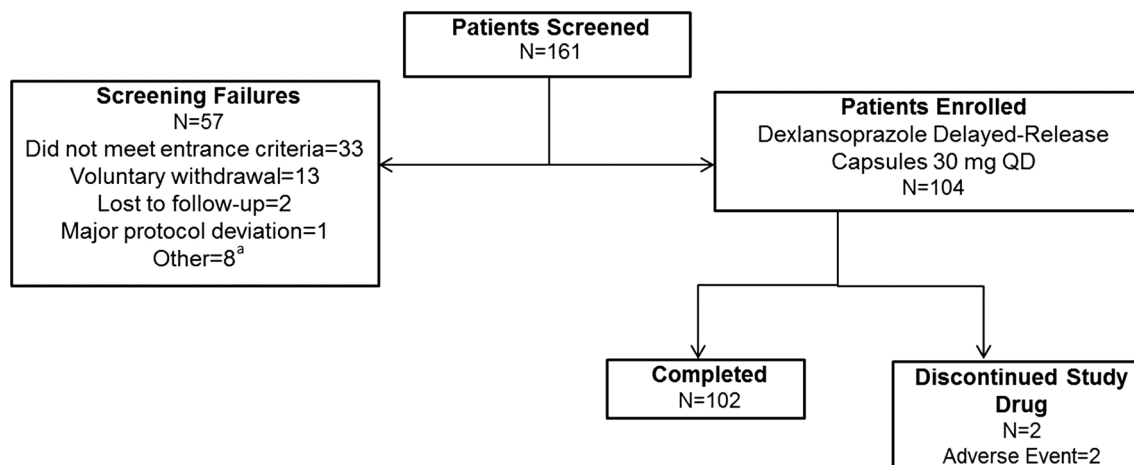 Patients Screened
N=161
Screening Failures
N=57
Did not meet entrance criteria=33
Voluntary withdrawal=13
Lost to follow-up=2
Major protocol deviation=1
Other=8ᵃ
Patients Enrolled
Dexlansoprazole Delayed-Release
Capsules 30 mg QD
N=104
Completed
N=102
Discontinued Study
Drug
N=2
Adverse Event=2